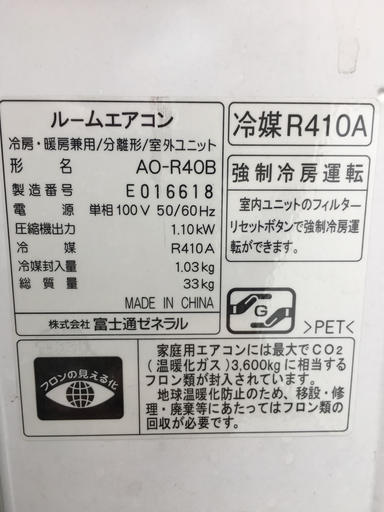 ルームエアコン
冷房・暖房兼用/分離形/室外ユニット
形 名 AO-R40B
製造番号 E016618
電 源 単相100V 50/60Hz
圧縮機出力 1.10kW
冷 媒 R410A
冷媒封入量 1.03kg
総 質 量 33kg
MADE IN CHINA
株式会社 富士通ゼネラル
冷媒R410A
強制冷房運転
室内ユニットのフィルター
リセットボタンで強制冷房運
転ができます。
G
>PET<
フロンの見える化
家庭用エアコンには最大でCO2
(温暖化ガス)3,600kgに相当する
フロン類が封入されています。
地球温暖化防止のため、移設・修
理・廃棄等にあたってはフロン類の
回収が必要です。